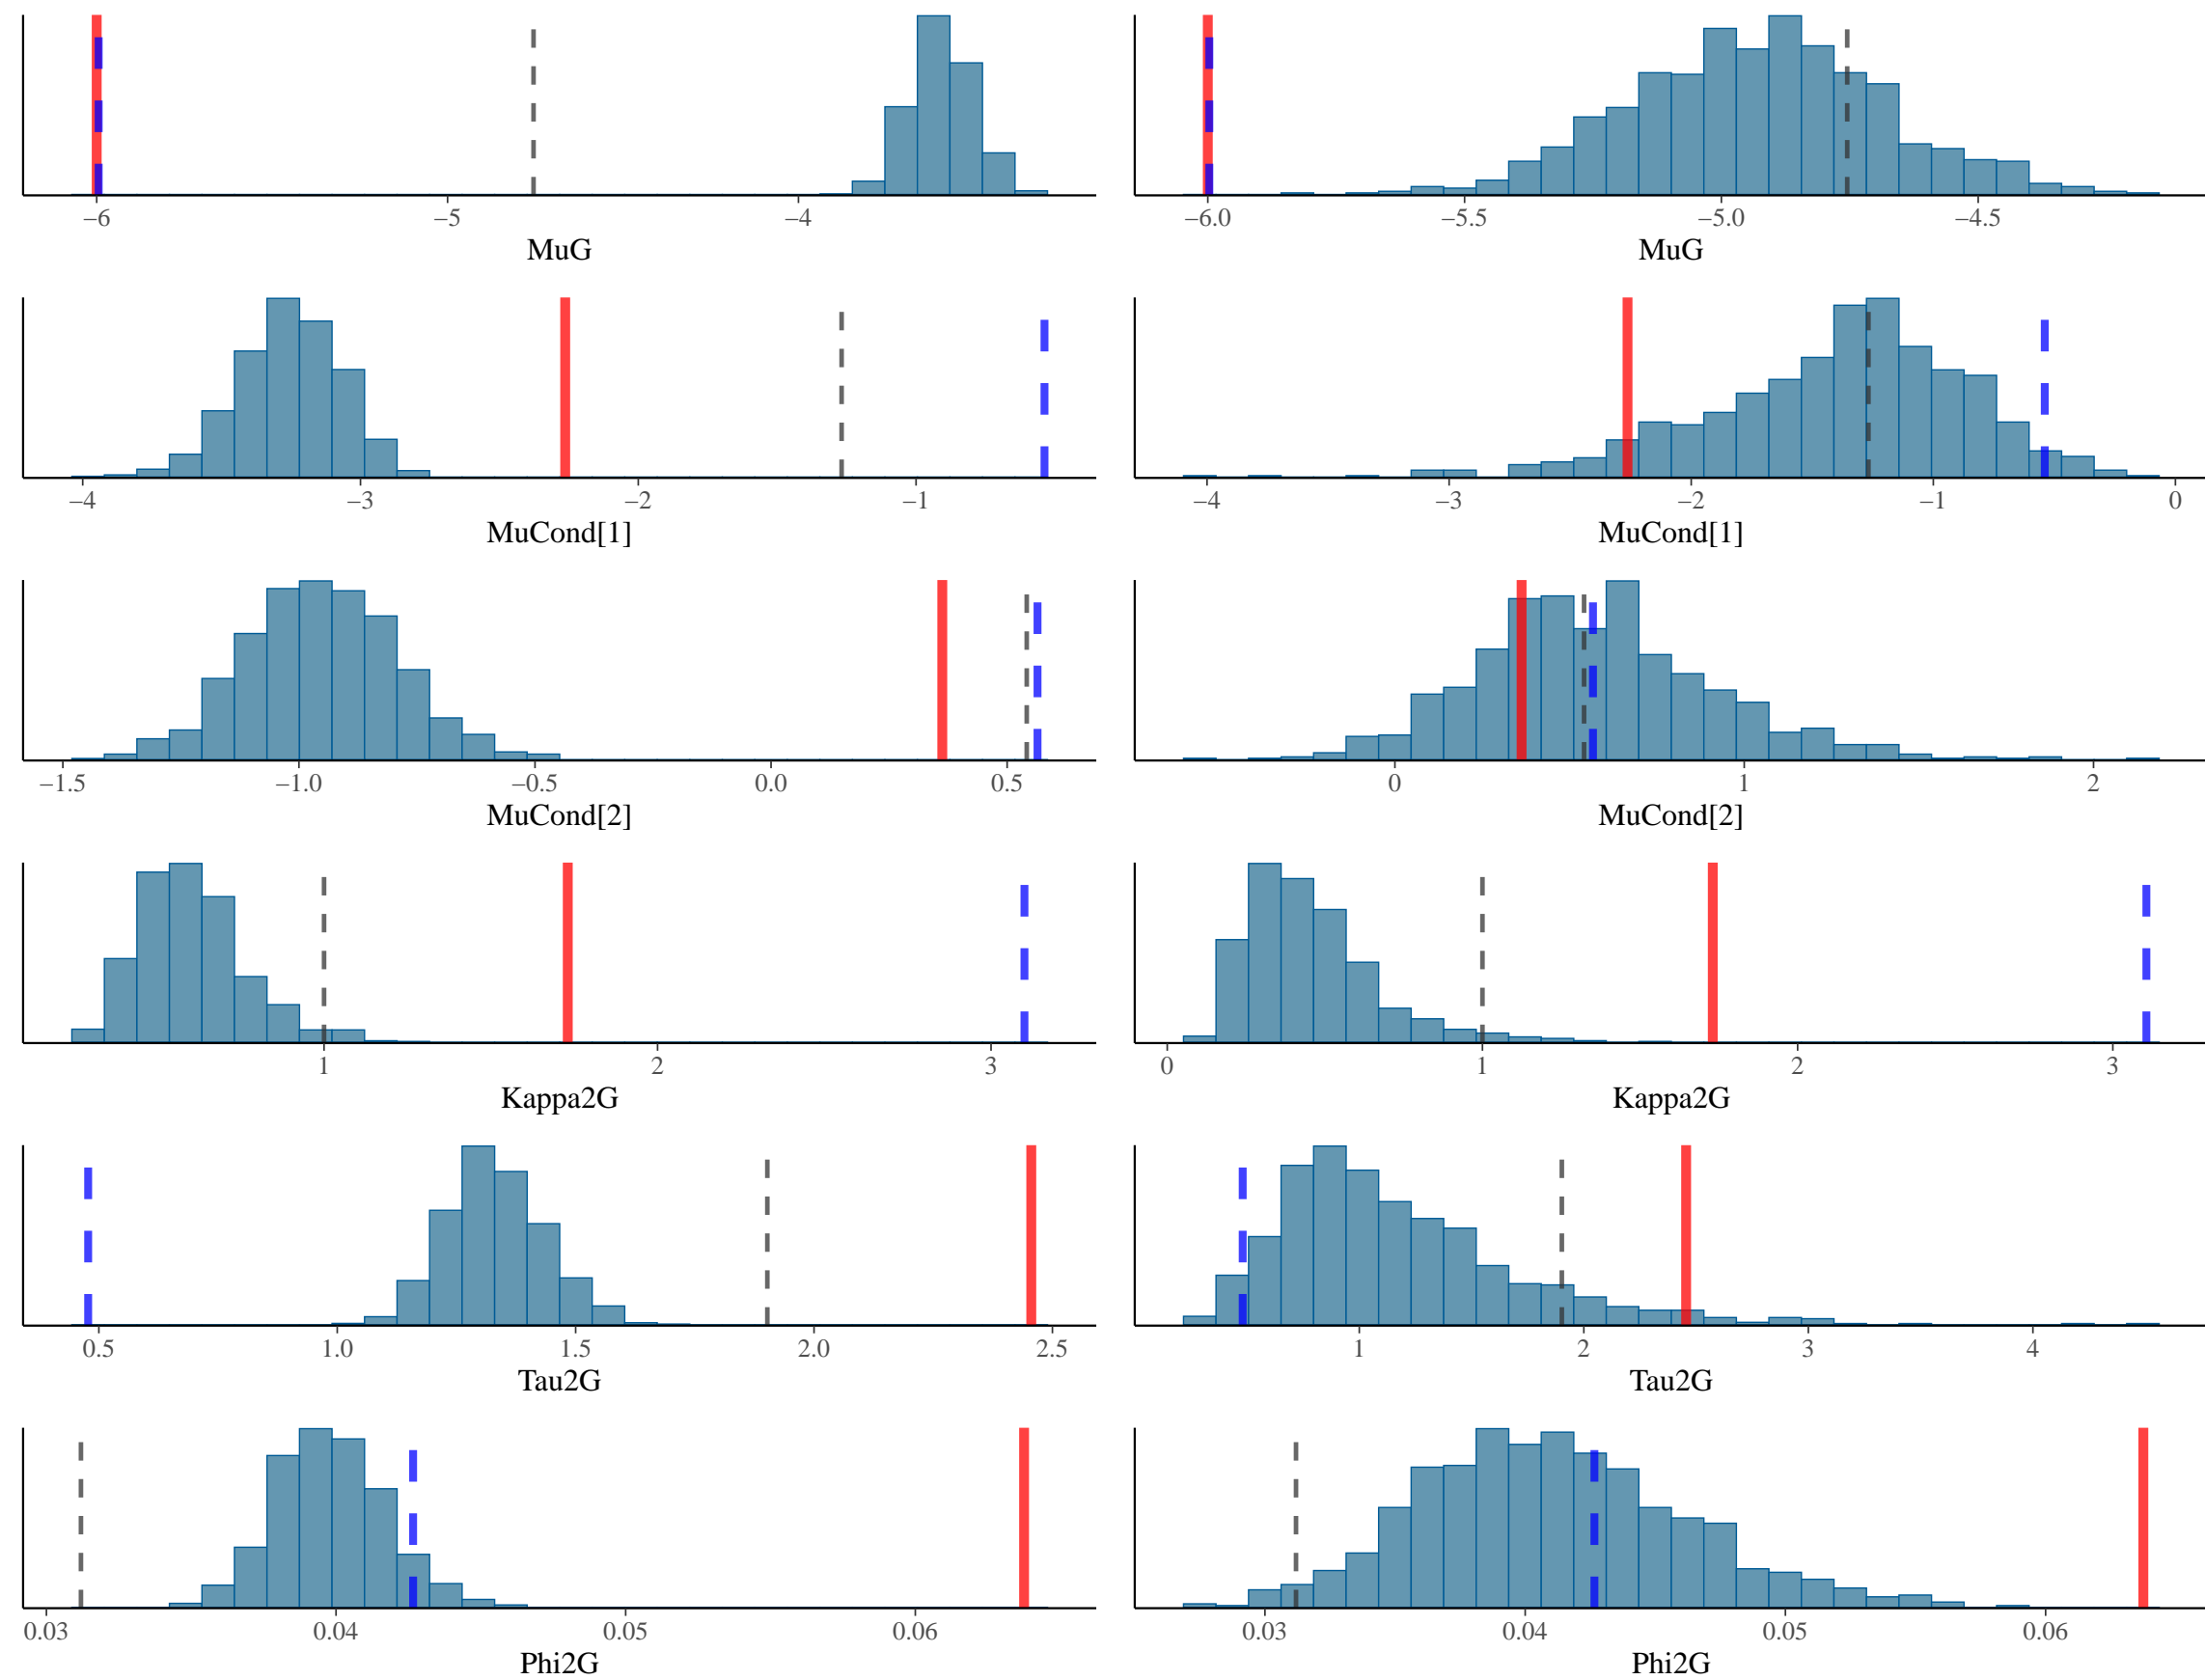 −6 −5 −4
MuG
−6.0 −5.5 −5.0 −4.5
MuG
−4 −3 −2 −1
MuCond[1]
−4 −3 −2 −1 0
MuCond[1]
−1.5 −1.0 −0.5 0.0 0.5
MuCond[2]
0 1 2
MuCond[2]
1 2 3
Kappa2G
0 1 2 3
Kappa2G
0.5 1.0 1.5 2.0 2.5
Tau2G
1 2 3 4
Tau2G
0.03 0.04 0.05 0.06
Phi2G
0.03 0.04 0.05 0.06
Phi2G